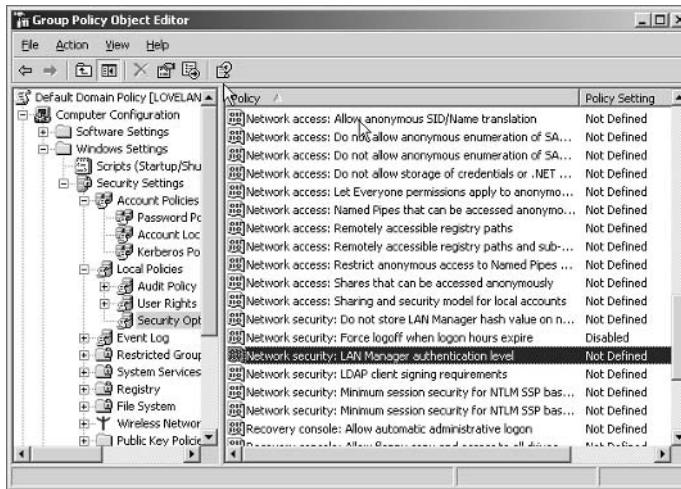 Group Policy Object Editor
File Action View Help
Default Domain Policy [LOVELAN
Computer Configuration
Software Settings
Windows Settings
Scripts (Startup/Shu
Security Settings
Account Policies
Password Po
Account Loc
Kerberos Po
Local Policies
Audit Policy
User Rights
Security Opt
Event Log
Restricted Group
System Services
Registry
File System
Wireless Networ
Public Key Policie
Policy Policy Setting
Network access: Allow anonymous SID/Name translation Not Defined
Network access: Do not allow anonymous enumeration of SA... Not Defined
Network access: Do not allow anonymous enumeration of SA... Not Defined
Network access: Do not allow storage of credentials or .NET ... Not Defined
Network access: Let Everyone permissions apply to anonymo... Not Defined
Network access: Named Pipes that can be accessed anonymo... Not Defined
Network access: Remotely accessible registry paths Not Defined
Network access: Remotely accessible registry paths and sub-... Not Defined
Network access: Restrict anonymous access to Named Pipes ... Not Defined
Network access: Shares that can be accessed anonymously Not Defined
Network access: Sharing and security model for local accounts Not Defined
Network security: Do not store LAN Manager hash value on n... Not Defined
Network security: Force logoff when logon hours expire Disabled
Network security: LAN Manager authentication level Not Defined
Network security: LDAP client signing requirements Not Defined
Network security: Minimum session security for NTLM SSP bas... Not Defined
Network security: Minimum session security for NTLM SSP bas... Not Defined
Recovery console: Allow automatic administrative logon Not Defined